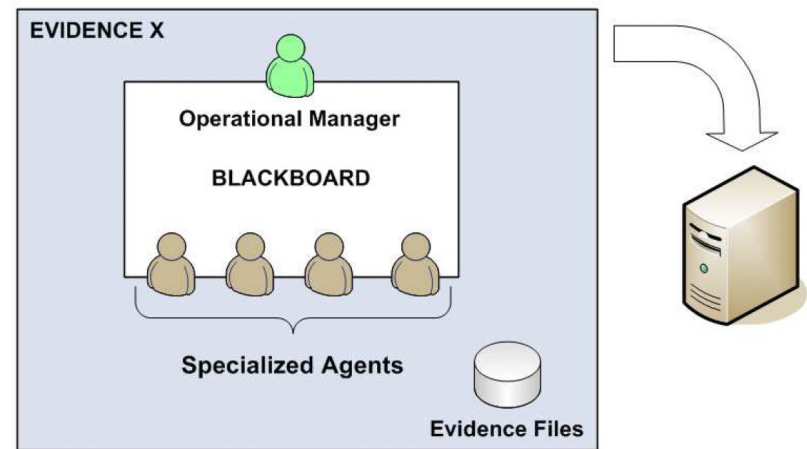 EVIDENCE X
Operational Manager
BLACKBOARD
Specialized Agents
Evidence Files